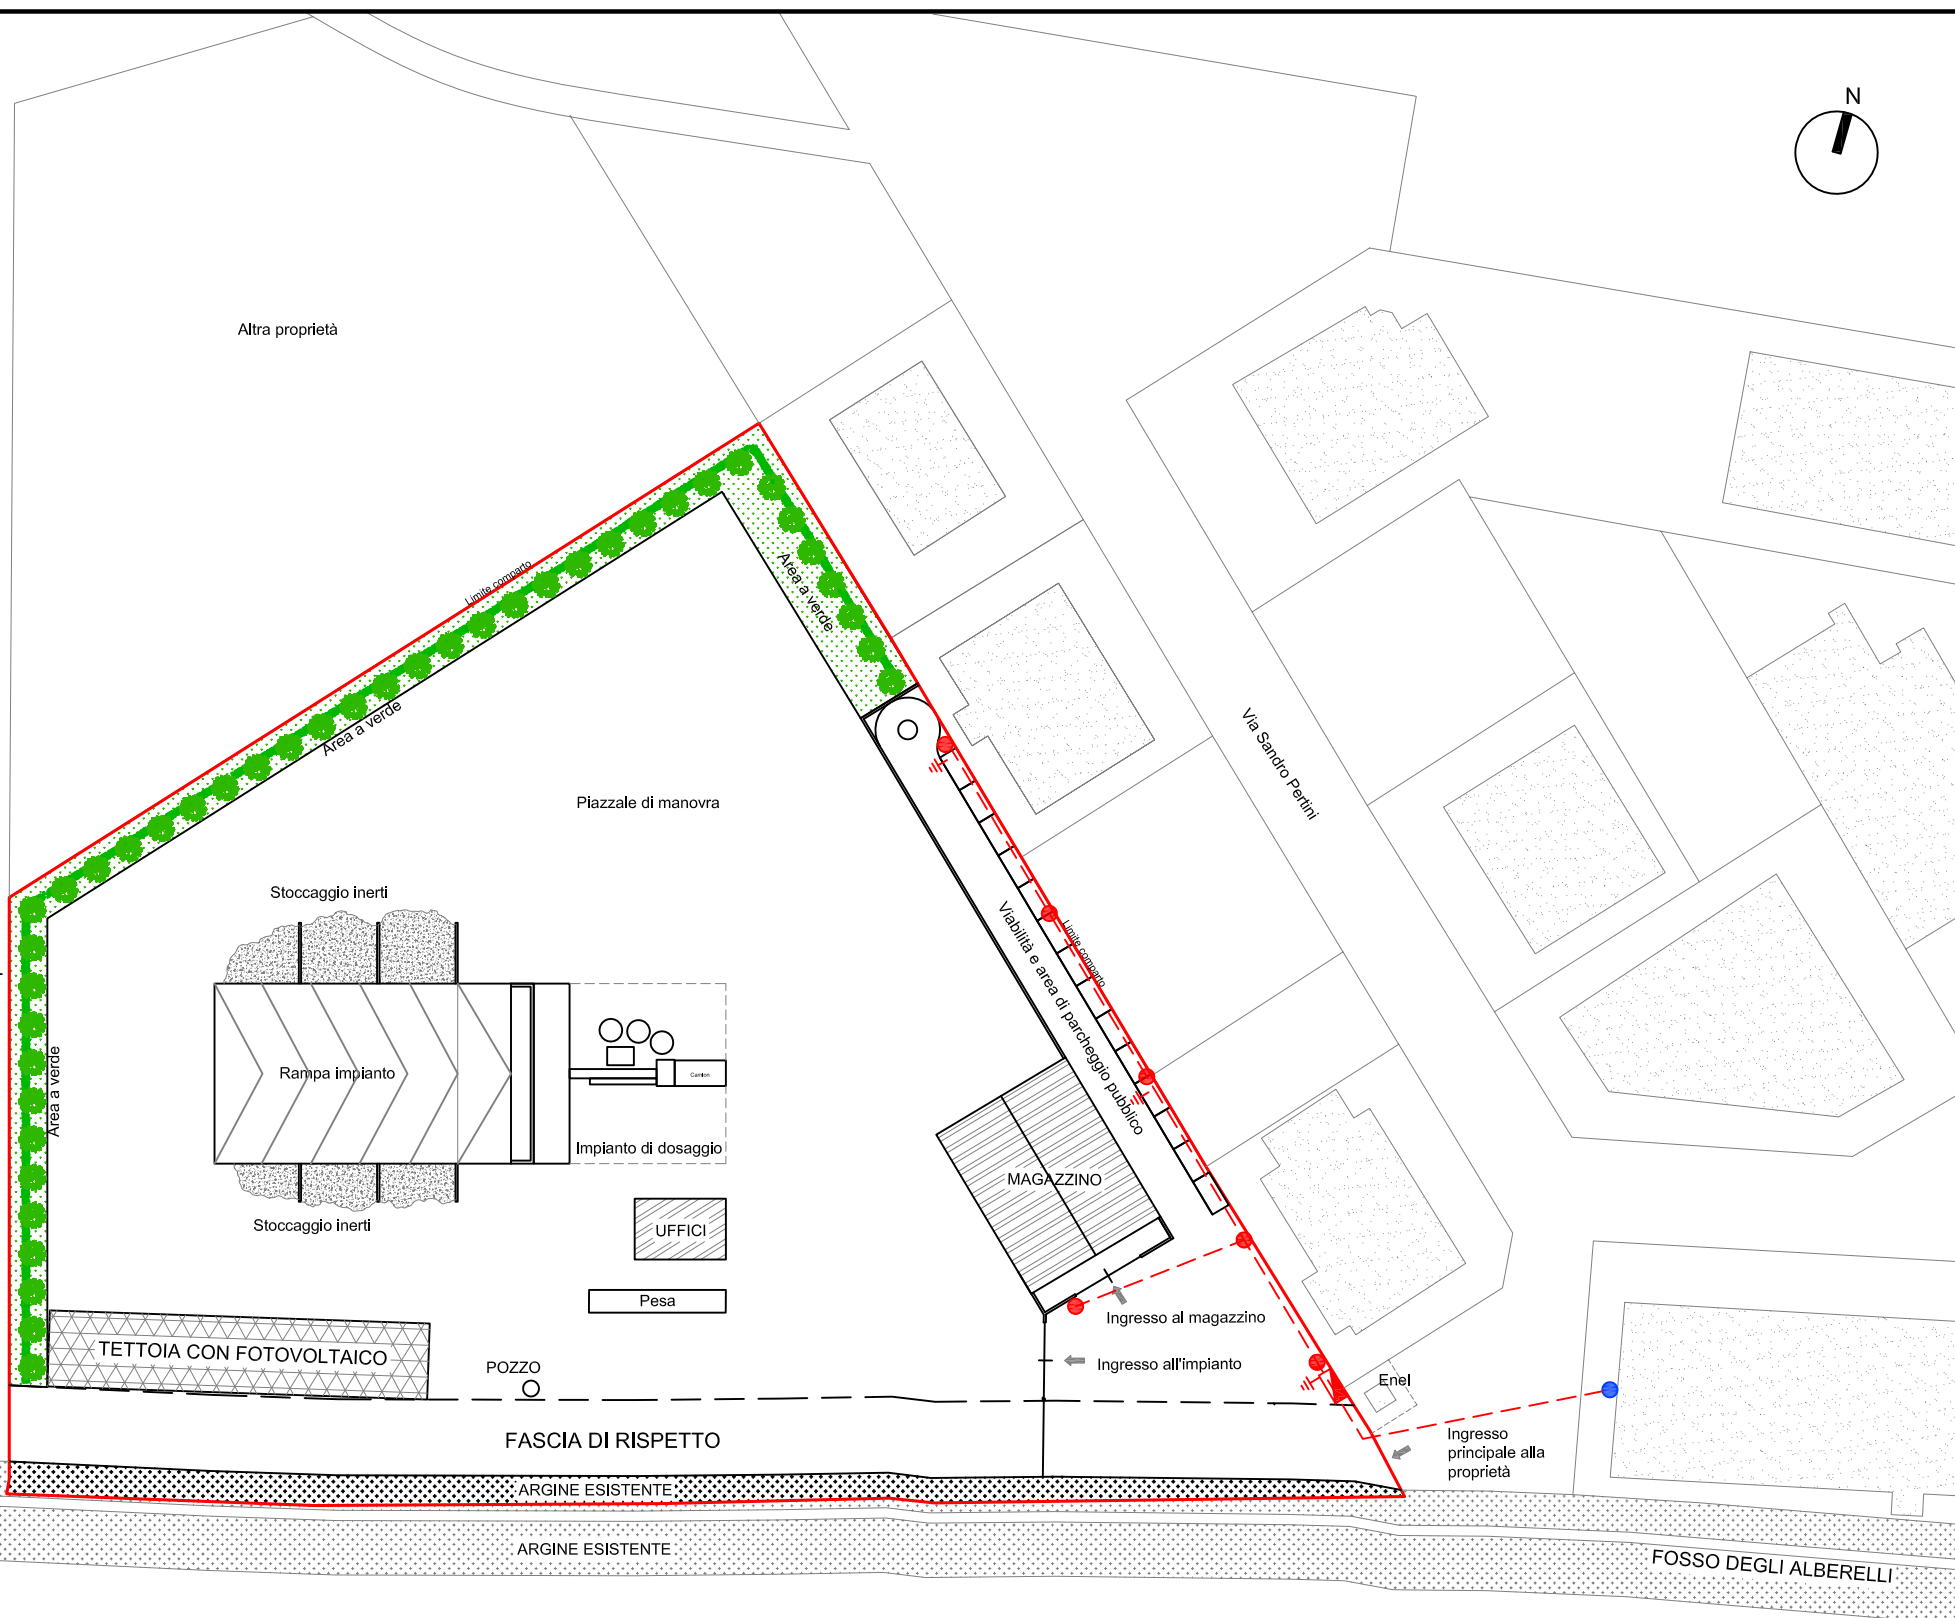 N
Altra proprietà
Limite comparto
Area a verde
Area a verde
Via Sandro Pertini
Piazzale di manovra
Stoccaggio inerti
Viabilità e area di parcheggio pubblico
Limite comparto
Area a verde
Rampa impianto
Camion
Impianto di dosaggio
MAGAZZINO
Stoccaggio inerti
UFFICI
Pesa
Ingresso al magazzino
TETTOIA CON FOTOVOLTAICO
POZZO
Ingresso all'impianto
Enel
FASCIA DI RISPETTO
Ingresso
principale alla
proprietà
ARGINE ESISTENTE
ARGINE ESISTENTE
FOSSO DEGLI ALBERELLI